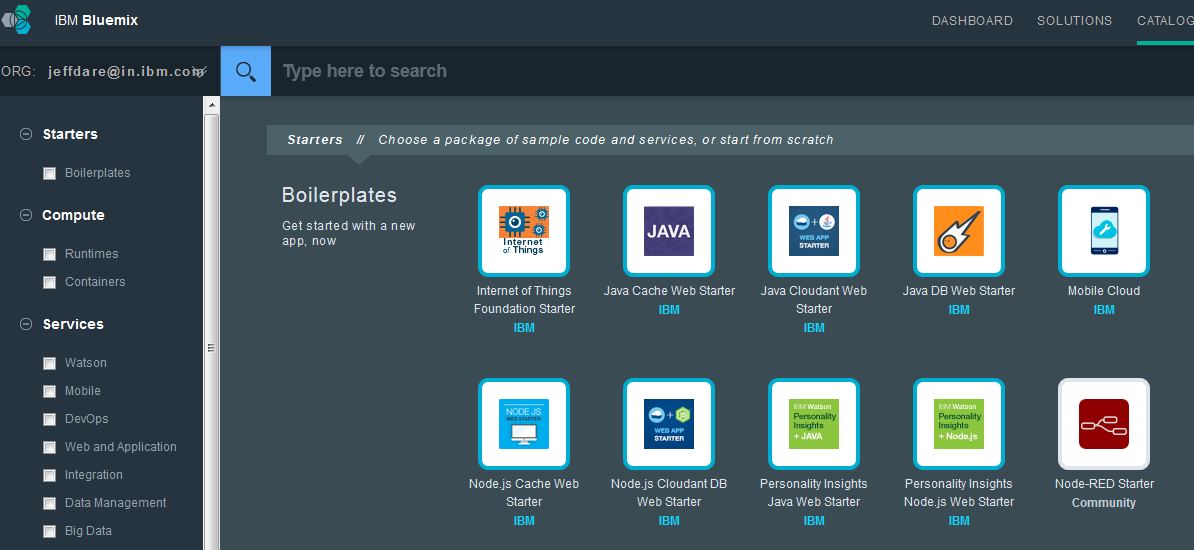 IBM Bluemix
DASHBOARD
SOLUTIONS
CATALOG
ORG: jeffdare@in.ibm.com
Type here to search
Starters
Boilerplates
Compute
Runtimes
Containers
Services
Watson
Mobile
DevOps
Web and Application
Integration
Data Management
Big Data
Starters // Choose a package of sample code and services, or start from scratch
Boilerplates
Get started with a new
app, now
Internet
of Things
Internet of Things
Foundation Starter
IBM
JAVA
Java Cache Web Starter
IBM
+
WEB APP
STARTER
Java Cloudant Web
Starter
IBM
Java DB Web Starter
IBM
Mobile Cloud
IBM
NODE JS
WEB STARTER
Node.js Cache Web
Starter
IBM
+
WEB APP
STARTER
Node.js Cloudant DB
Web Starter
IBM
IBM Watson
Personality
Insights
+ JAVA
Personality Insights
Java Web Starter
IBM
IBM Watson
Personality
Insights
+ Node.js
Personality Insights
Node.js Web Starter
IBM
Node-RED Starter
Community